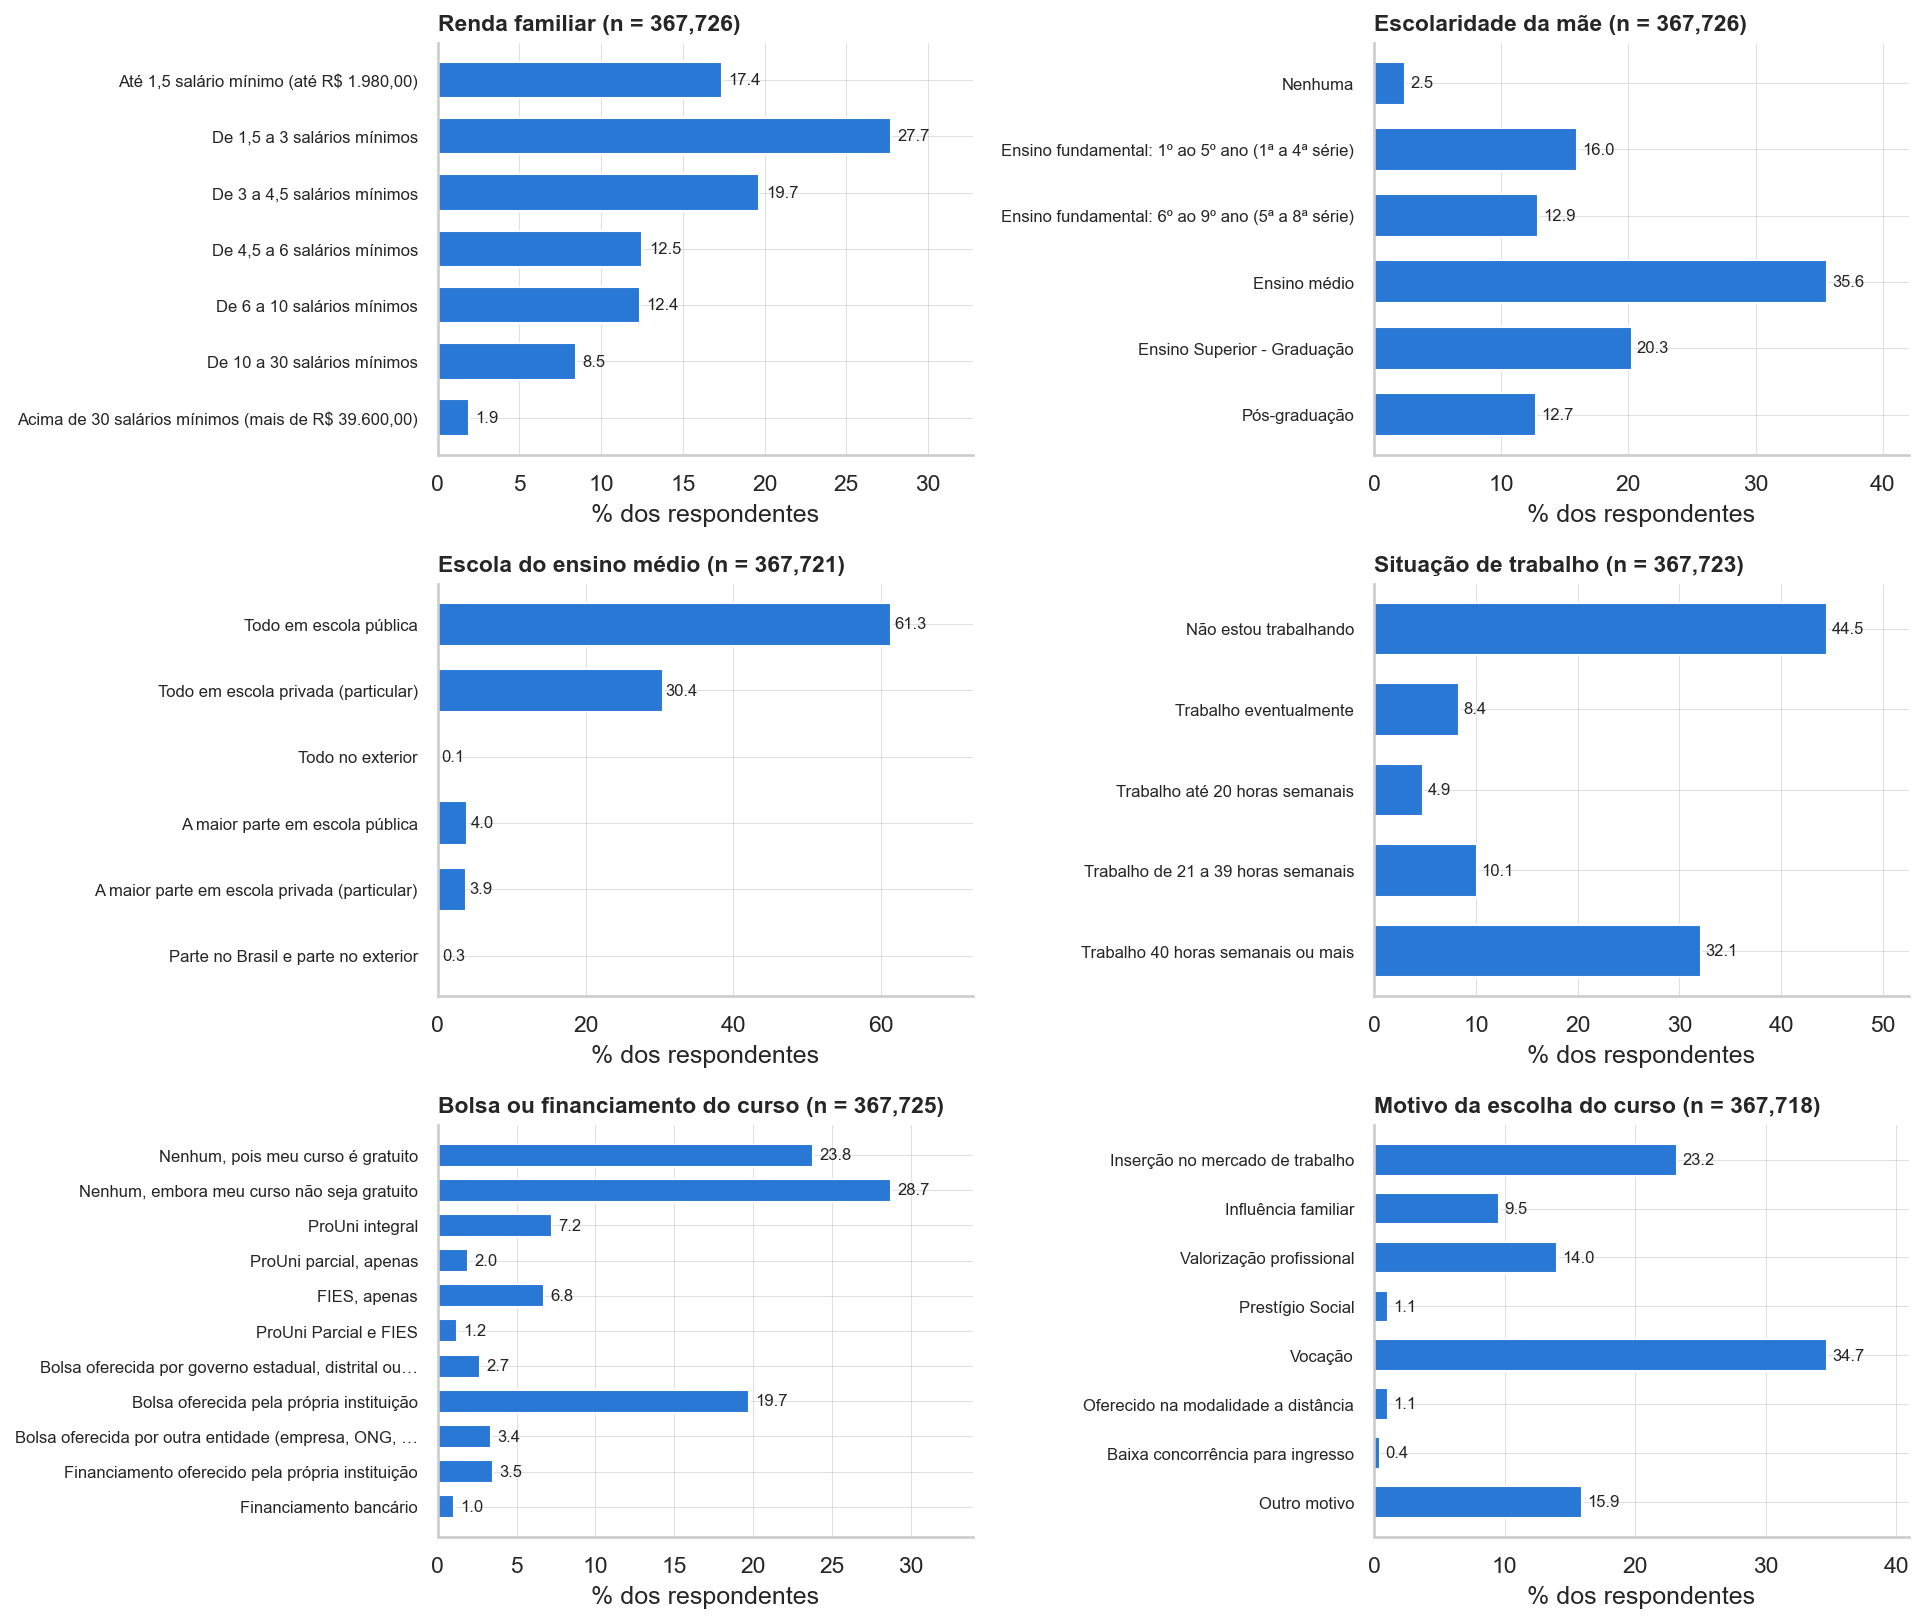 Renda familiar (n = 367,726)
Até 1,5 salário mínimo (até R$ 1.980,00) 17.4
De 1,5 a 3 salários mínimos 27.7
De 3 a 4,5 salários mínimos 19.7
De 4,5 a 6 salários mínimos 12.5
De 6 a 10 salários mínimos 12.4
De 10 a 30 salários mínimos 8.5
Acima de 30 salários mínimos (mais de R$ 39.600,00) 1.9
0 5 10 15 20 25 30
% dos respondentes
Escolaridade da mãe (n = 367,726)
Nenhuma 2.5
Ensino fundamental: 1º ao 5º ano (1ª a 4ª série) 16.0
Ensino fundamental: 6º ao 9º ano (5ª a 8ª série) 12.9
Ensino médio 35.6
Ensino Superior - Graduação 20.3
Pós-graduação 12.7
0 10 20 30 40
% dos respondentes
Escola do ensino médio (n = 367,721)
Todo em escola pública 61.3
Todo em escola privada (particular) 30.4
Todo no exterior 0.1
A maior parte em escola pública 4.0
A maior parte em escola privada (particular) 3.9
Parte no Brasil e parte no exterior 0.3
0 20 40 60
% dos respondentes
Situação de trabalho (n = 367,723)
Não estou trabalhando 44.5
Trabalho eventualmente 8.4
Trabalho até 20 horas semanais 4.9
Trabalho de 21 a 39 horas semanais 10.1
Trabalho 40 horas semanais ou mais 32.1
0 10 20 30 40 50
% dos respondentes
Bolsa ou financiamento do curso (n = 367,725)
Nenhum, pois meu curso é gratuito 23.8
Nenhum, embora meu curso não seja gratuito 28.7
ProUni integral 7.2
ProUni parcial, apenas 2.0
FIES, apenas 6.8
ProUni Parcial e FIES 1.2
Bolsa oferecida por governo estadual, distrital ou… 2.7
Bolsa oferecida pela própria instituição 19.7
Bolsa oferecida por outra entidade (empresa, ONG, … 3.4
Financiamento oferecido pela própria instituição 3.5
Financiamento bancário 1.0
0 5 10 15 20 25 30
% dos respondentes
Motivo da escolha do curso (n = 367,718)
Inserção no mercado de trabalho 23.2
Influência familiar 9.5
Valorização profissional 14.0
Prestígio Social 1.1
Vocação 34.7
Oferecido na modalidade a distância 1.1
Baixa concorrência para ingresso 0.4
Outro motivo 15.9
0 10 20 30 40
% dos respondentes